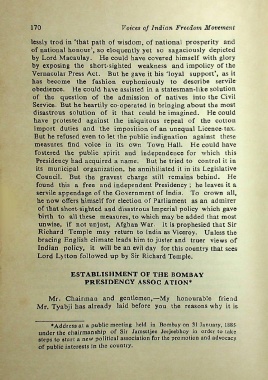 170 Voices of Indian Freedom Movement
lessly trod in 'that path of wisdom, of national prosperity and
of national honour', so eloquently yet so sagaciously depicted
by Lord Macaulay. He could have covered himself with glory
by exposing the short-sighted weakness and impolicy of the
Vernacular Press Act. But he gave it his 'loyal support', as it
has become the fashion euphoniously to describe servile
obedience. He could have assisted in a statesman-like solution
of the question of the admission of natives into the Civil
Service. But he heartily co-operated in bringing about the most
disastrous solution of it that could be imagined. He could
have protested against the iniquitous repeal of the cotton
import duties and the imposition of an unequal Licence-tax.
But he refused even to let the public indignation against these
measures find voice in its own Town Hall. He could have
fostered the public spirit and independence for which this
Presidency had acquired a name. But he tried to control it in
its municipal organization, he annihilated it in its Legislative
Council. But the gravest charge still remains behind. He
found this a free and independent Presidency ; he leaves it a
servile appendage of the Government of India. To crown all,
he now offers himself for election of Parliament as an admirer
of that short-sighted and disastrous Imperial policy which gave
birth to all these measures, to which may be added that most
unwise, if not unjust, Afghan War. It is prophesied that Sir
Richard Temple may return to India as Viceroy. Unless the
bracing English climate leads him to juster and truer views of
Indian policy, it will be an evil day for this country that sees
Lord Lytton followed up by Sir Richard Temple.
ESTABLISHMENT OF THE BOMBAY
PRESIDENCY ASSOC ATION*
Mr. Chairman and gentlemen,—My honourable friend
Mr. Tyabji has already laid before you the reasons why it is
*Address at a public meeting held in Bombay on 31 January, 1885
under the chairmanship of Sir Jamsetjee Jeejeebhoy in order to take
steps to start a new political association for the promotion and advocacy
of public interests in the country.